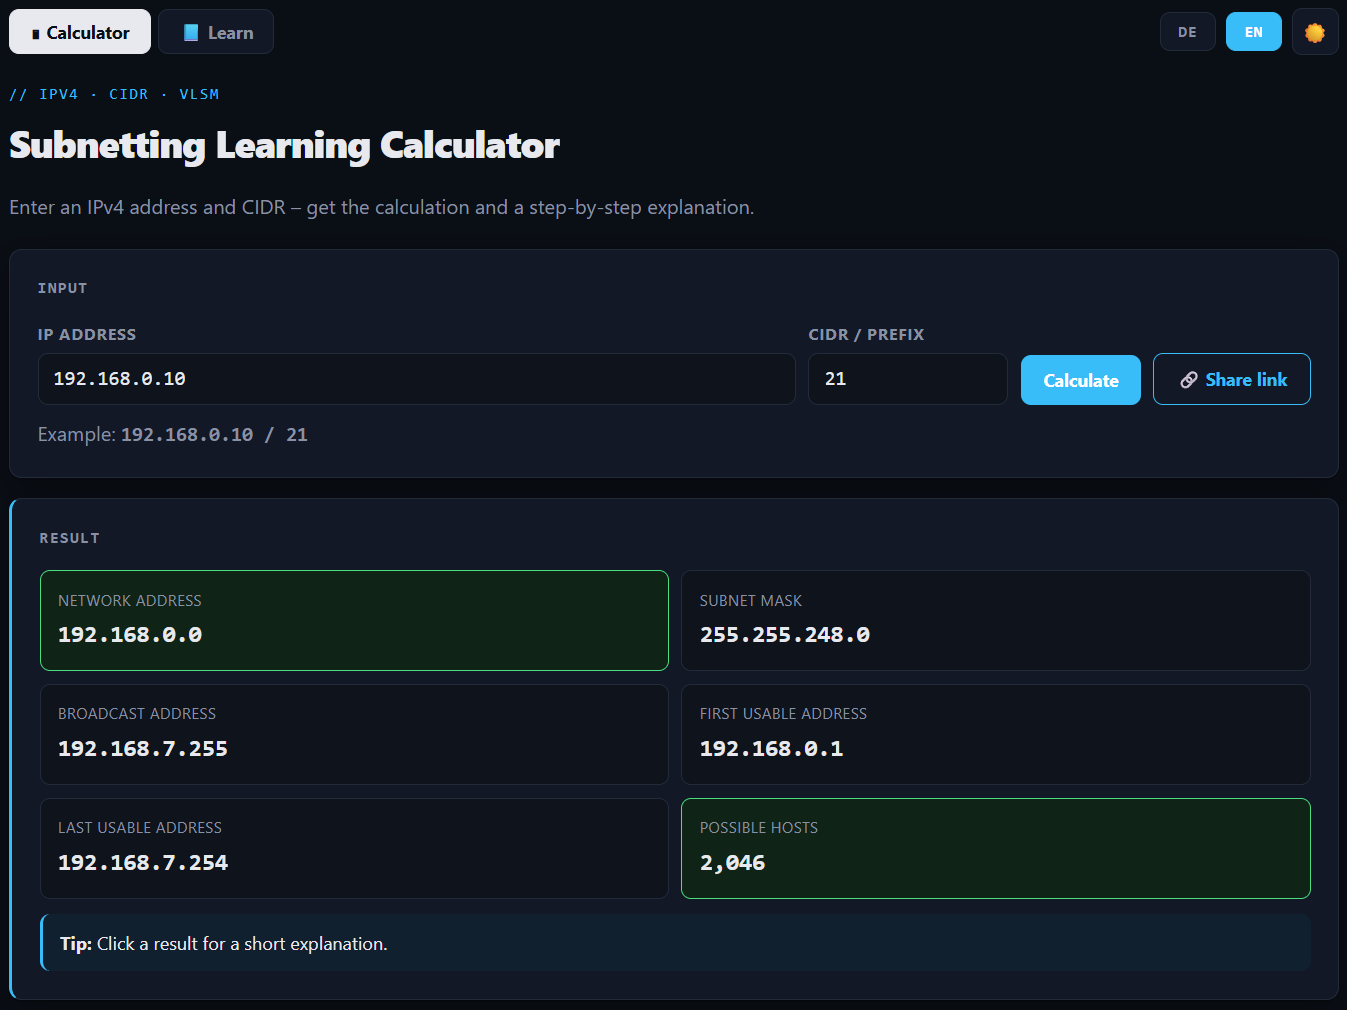 Calculator
Learn
DE
EN
// IPV4 · CIDR · VLSM
Subnetting Learning Calculator
Enter an IPv4 address and CIDR – get the calculation and a step-by-step explanation.
INPUT
IP ADDRESS
CIDR / PREFIX
192.168.0.10
21
Calculate
Share link
Example: 192.168.0.10 / 21
RESULT
NETWORK ADDRESS
192.168.0.0
SUBNET MASK
255.255.248.0
BROADCAST ADDRESS
192.168.7.255
FIRST USABLE ADDRESS
192.168.0.1
LAST USABLE ADDRESS
192.168.7.254
POSSIBLE HOSTS
2,046
Tip: Click a result for a short explanation.